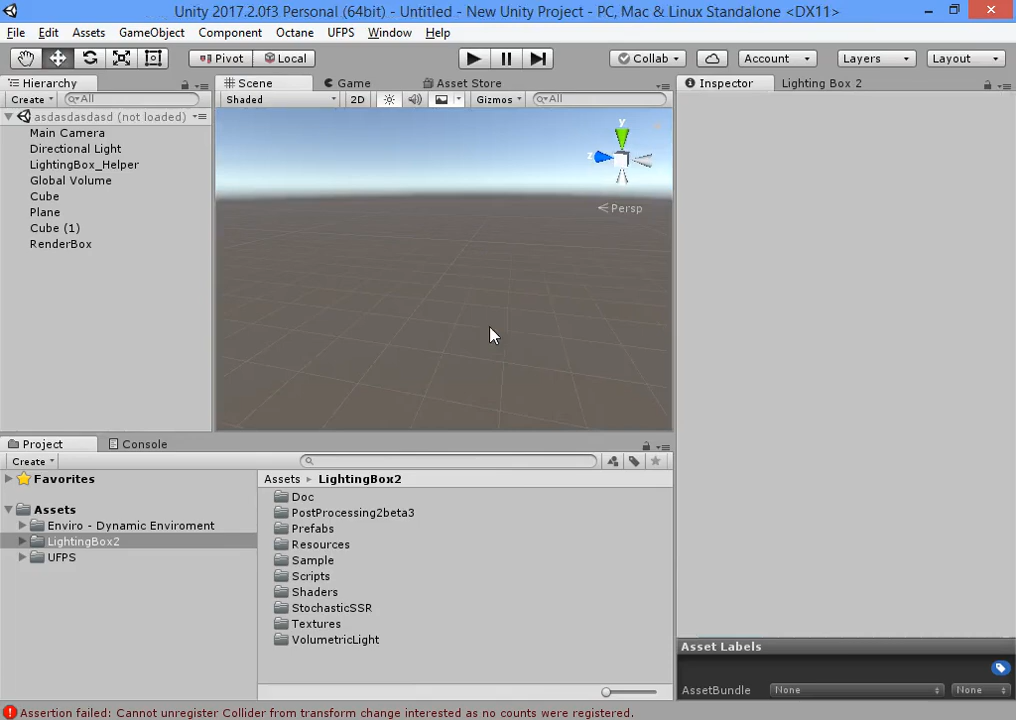 Unity 2017.2.0f3 Personal (64bit) - Untitled - New Unity Project - PC, Mac & Linux Standalone <DX11>
File Edit Assets GameObject Component Octane UFPS Window Help
Pivot Local Collab Account Layers Layout
Hierarchy Scene Game Asset Store Inspector Lighting Box 2
Create All Shaded 2D Gizmos All
asdasdasdasd (not loaded)
Main Camera
Directional Light
LightingBox_Helper
Global Volume
Cube
Plane
Cube (1)
RenderBox
y
z
Persp
Project Console
Create
Favorites
Assets
Enviro - Dynamic Enviroment
LightingBox2
UFPS
Assets LightingBox2
Doc
PostProcessing2beta3
Prefabs
Resources
Sample
Scripts
Shaders
StochasticSSR
Textures
VolumetricLight
Asset Labels
AssetBundle None None
Assertion failed: Cannot unregister Collider from transform change interested as no counts were registered.